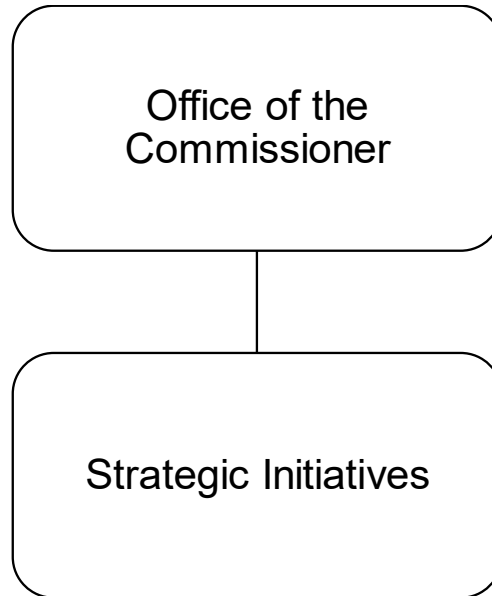 Office of the
Commissioner
Strategic Initiatives